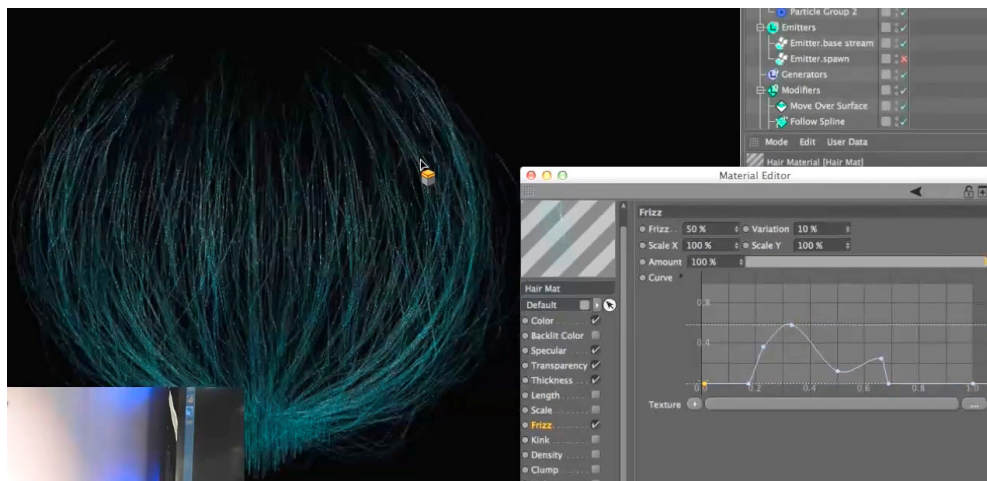 Particle Group 2
Emitters
Emitter.base stream
Emitter.spawn
Generators
Modifiers
Move Over Surface
Follow Spline
Mode Edit User Data
Hair Material [Hair Mat]
Material Editor
Frizz
Frizz . . 50 % Variation 10 %
Scale X 100 % Scale Y 100 %
Amount 100 %
Curve
0.8
0.4
0.0 0.2 0.4 0.6 0.8 1.0
Texture ...
Hair Mat
Default
Color
Backlit Color
Specular
Transparency
Thickness
Length
Scale
Frizz
Kink
Density
Clump